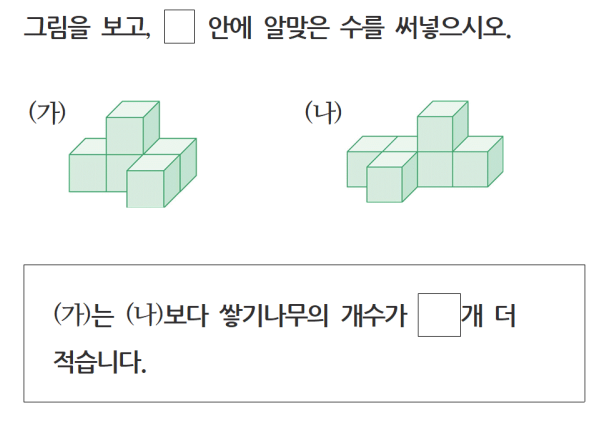 그림을 보고, □ 안에 알맞은 수를 써넣으시오.
(가) (나)
(가)는 (나)보다 쌓기나무의 개수가 □개 더
적습니다.